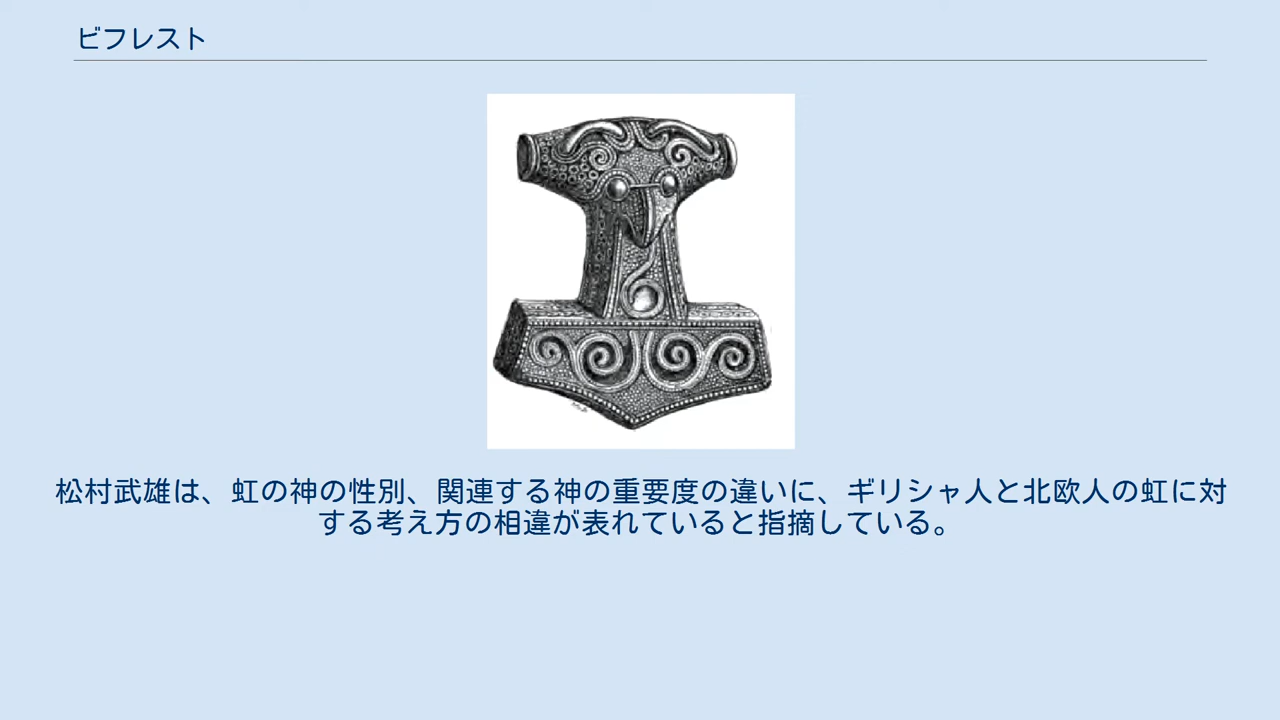 ビフレスト
松村武雄は、虹の神の性別、関連する神の重要度の違いに、ギリシャ人と北欧人の虹に対
する考え方の相違が表れていると指摘している。